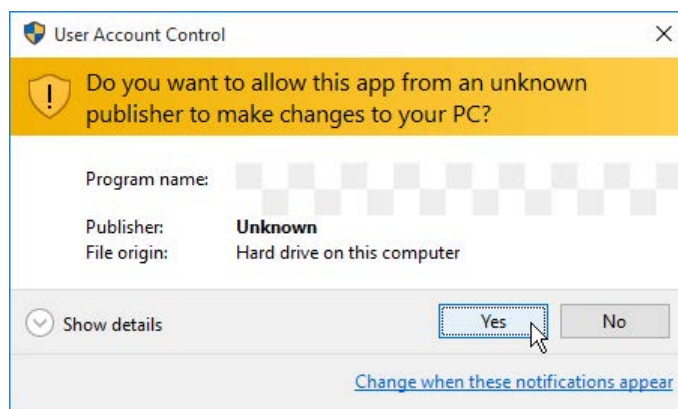 User Account Control
Do you want to allow this app from an unknown
publisher to make changes to your PC?
Program name:
Publisher: Unknown
File origin: Hard drive on this computer
Show details
Yes No
Change when these notifications appear